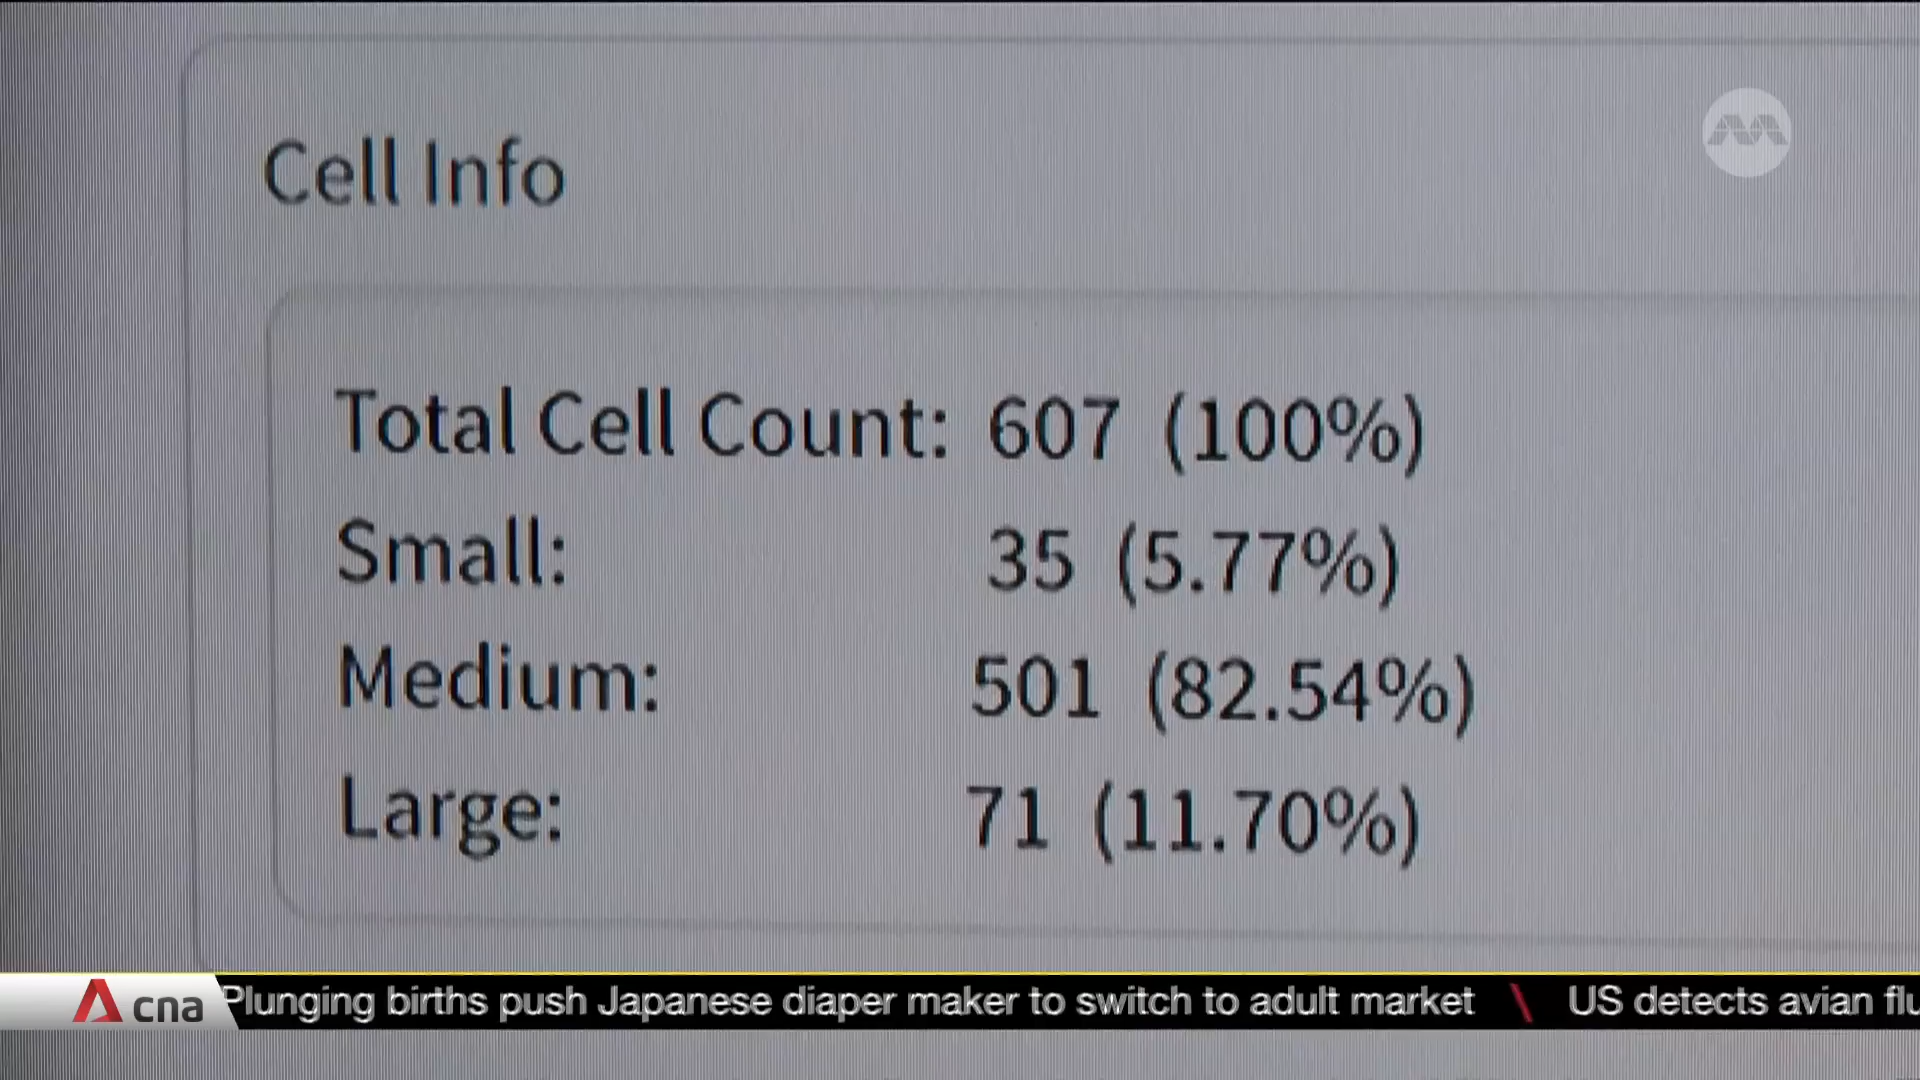 Cell Info
Total Cell Count: 607 (100%)
Small: 35 (5.77%)
Medium: 501 (82.54%)
Large: 71 (11.70%)
cna
Plunging births push Japanese diaper maker to switch to adult market \ US detects avian flu